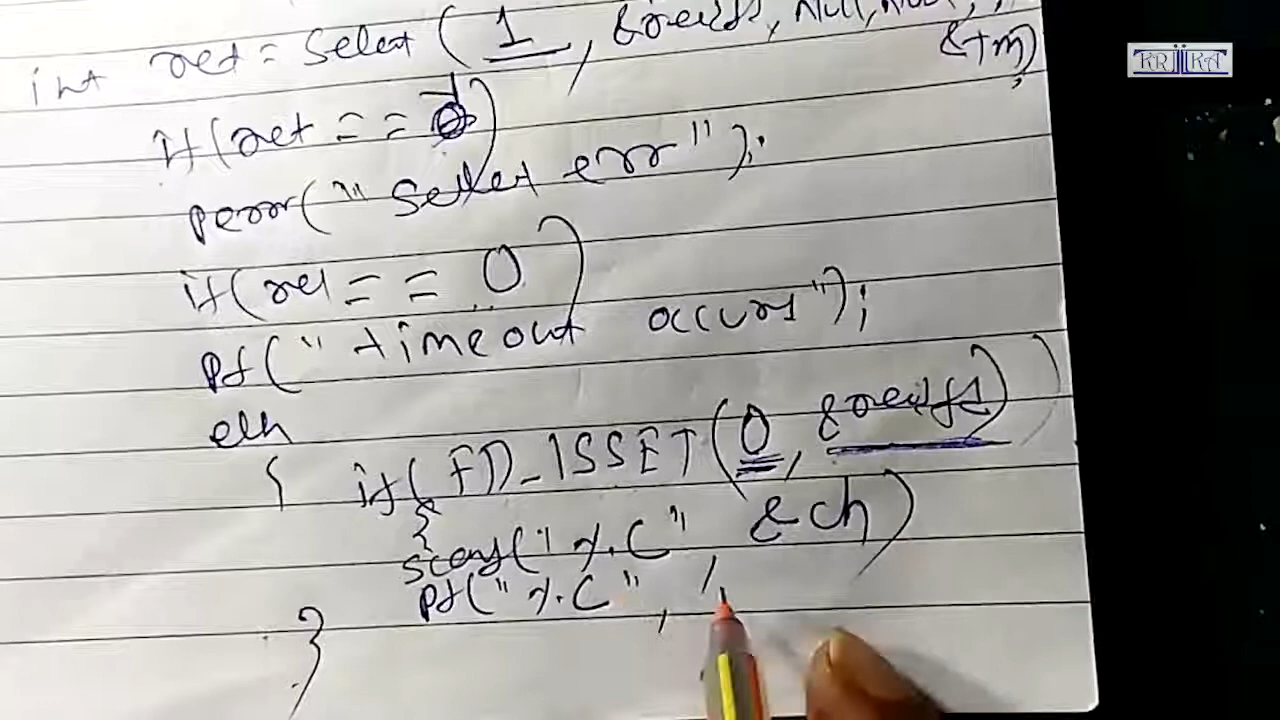 int ret = select ( 1 , &readfs, NULL, NULL,
&tm);
if(ret == )
perror("select err");
if(ret == 0)
Pf(" timeout occurs");
else
{ if( FD_ISSET(0, &readfs))
{
scanf("%c", &ch)
Pf("%c",
}
KRIIIKA